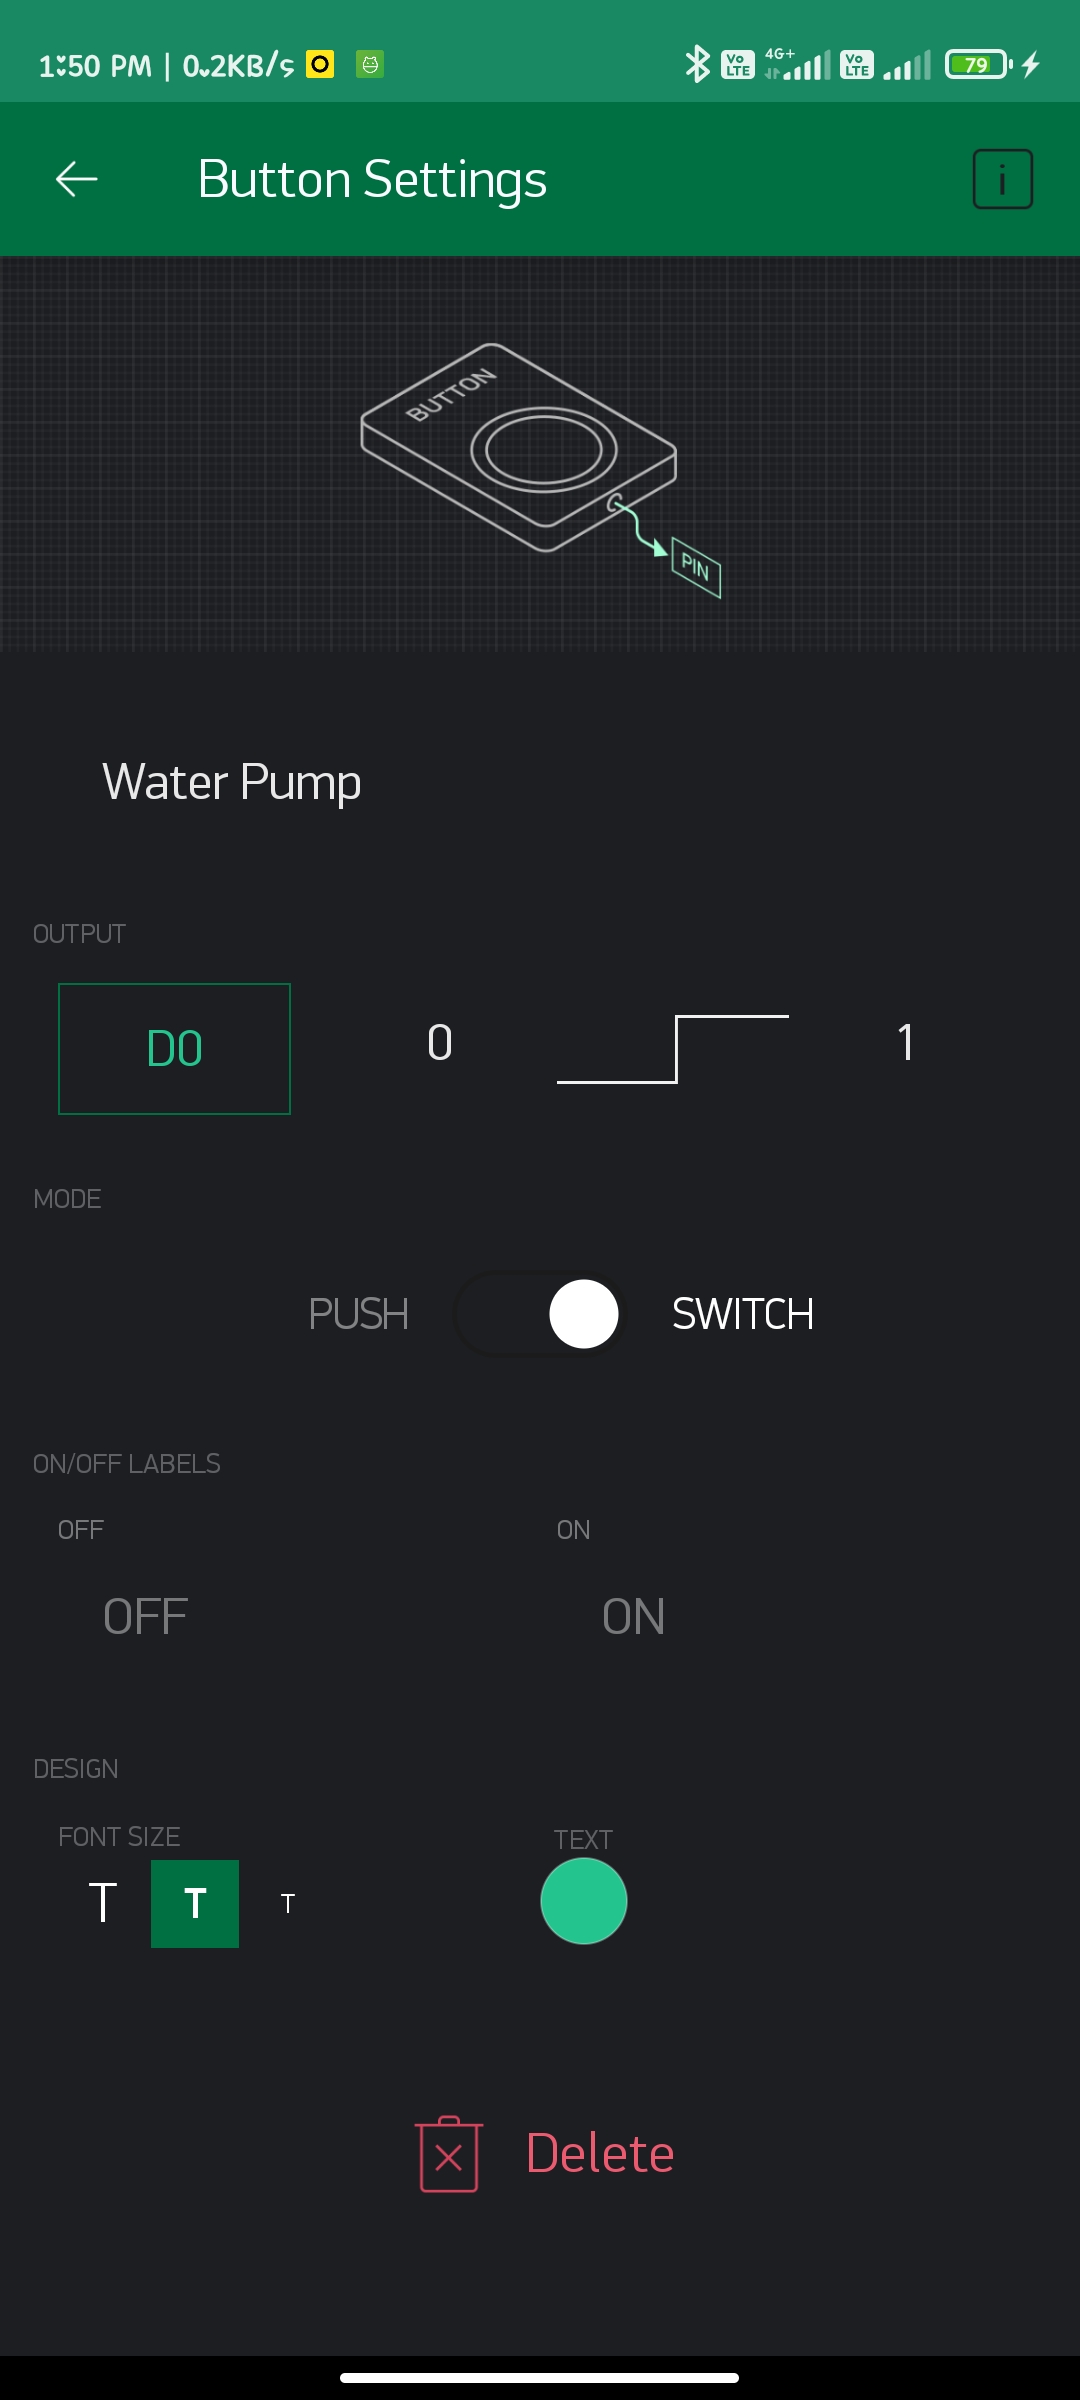 1:50 PM | 0.2KB/s Vo LTE 4G+ Vo LTE 79
Button Settings i
BUTTON
PIN
Water Pump
OUTPUT
D0 0 1
MODE
PUSH SWITCH
ON/OFF LABELS
OFF ON
OFF ON
DESIGN
FONT SIZE TEXT
T T T
Delete